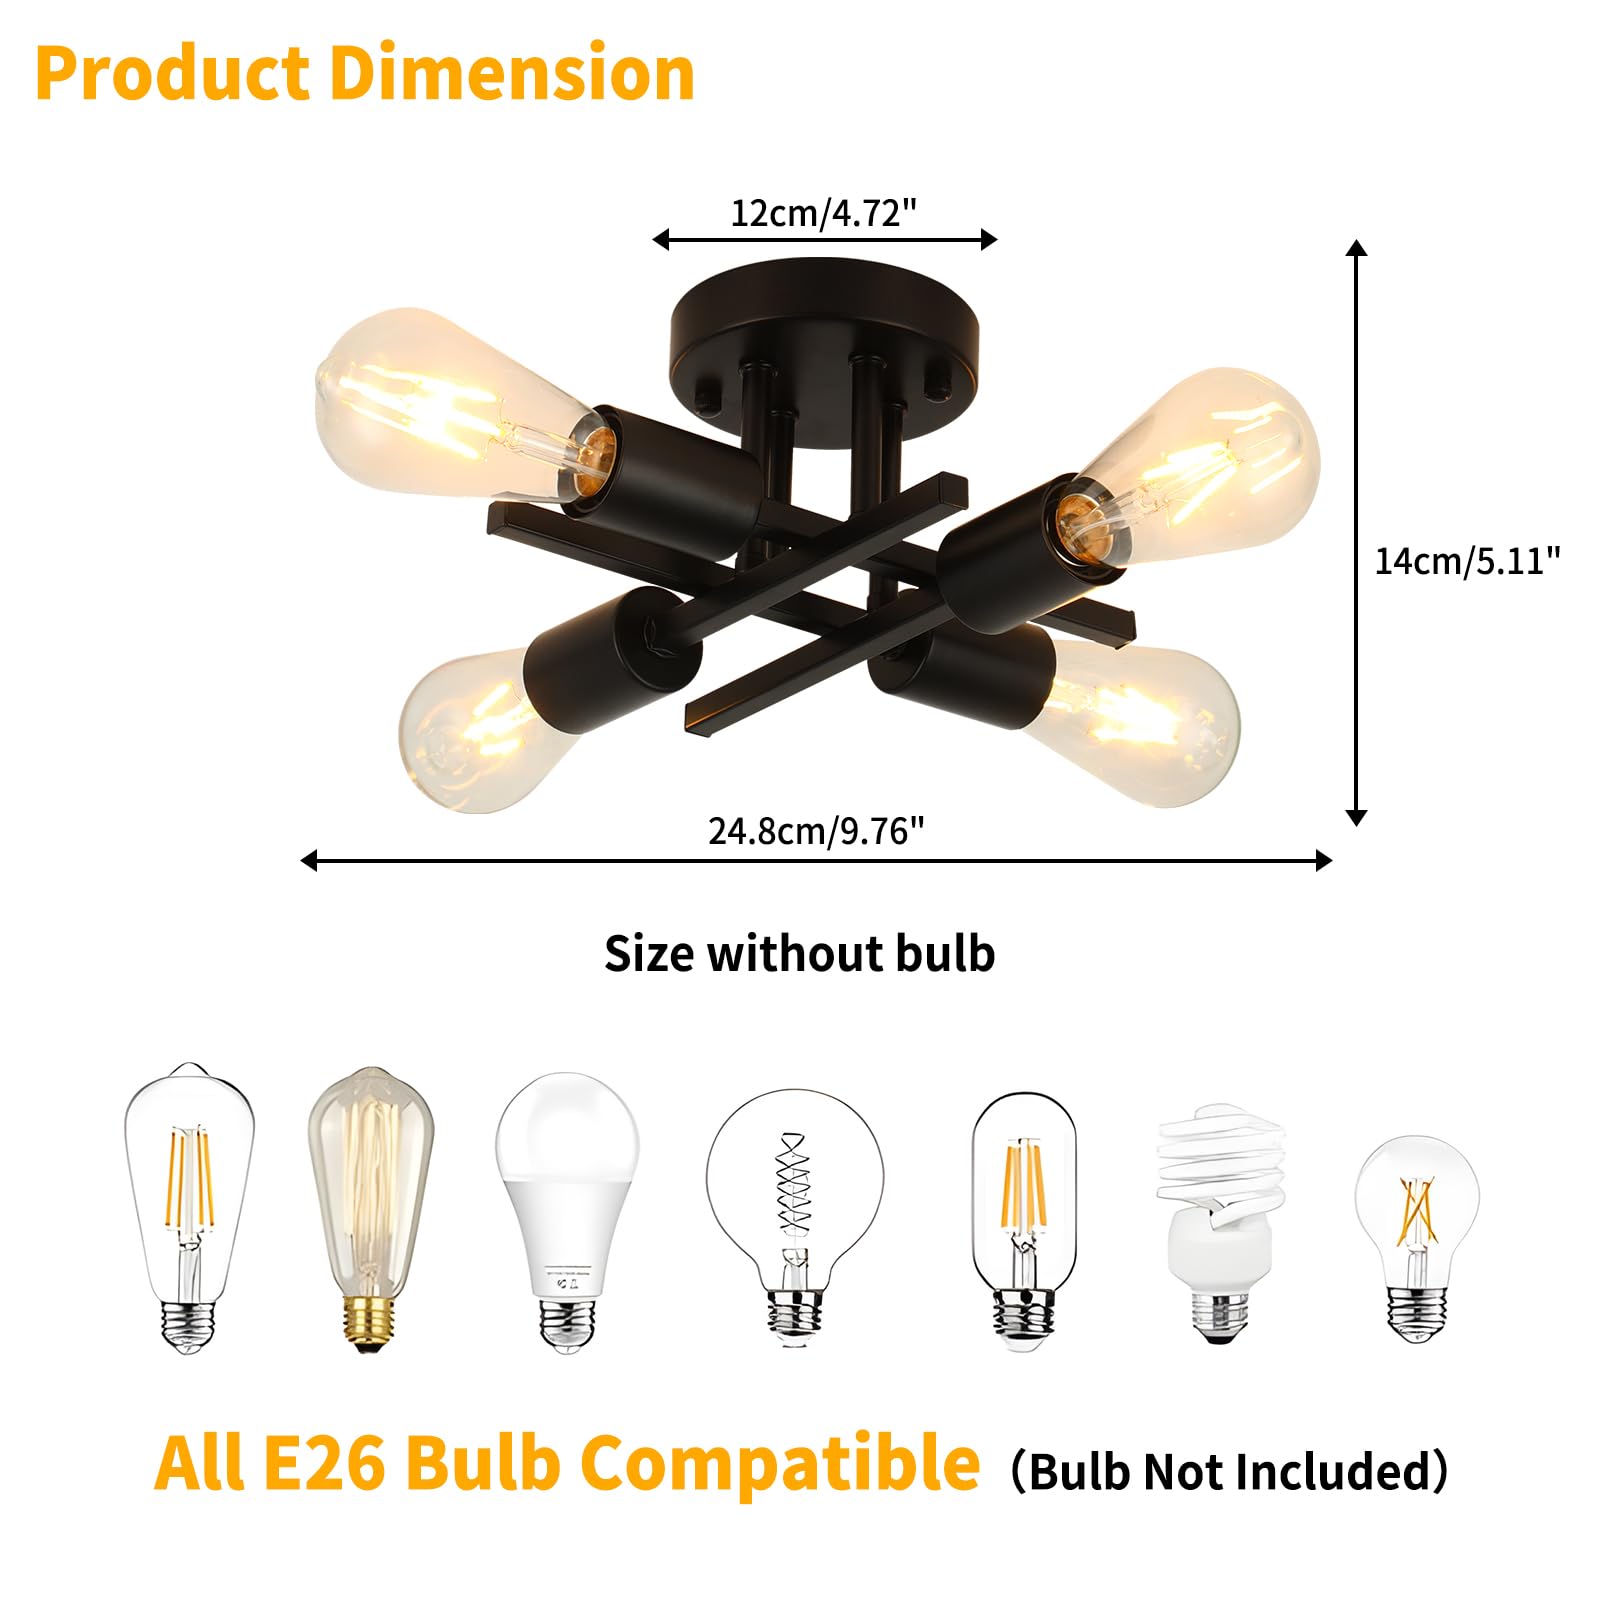 Product Dimension
12cm/4.72"
14cm/5.11"
24.8cm/9.76"
Size without bulb
All E26 Bulb Compatible (Bulb Not Included)